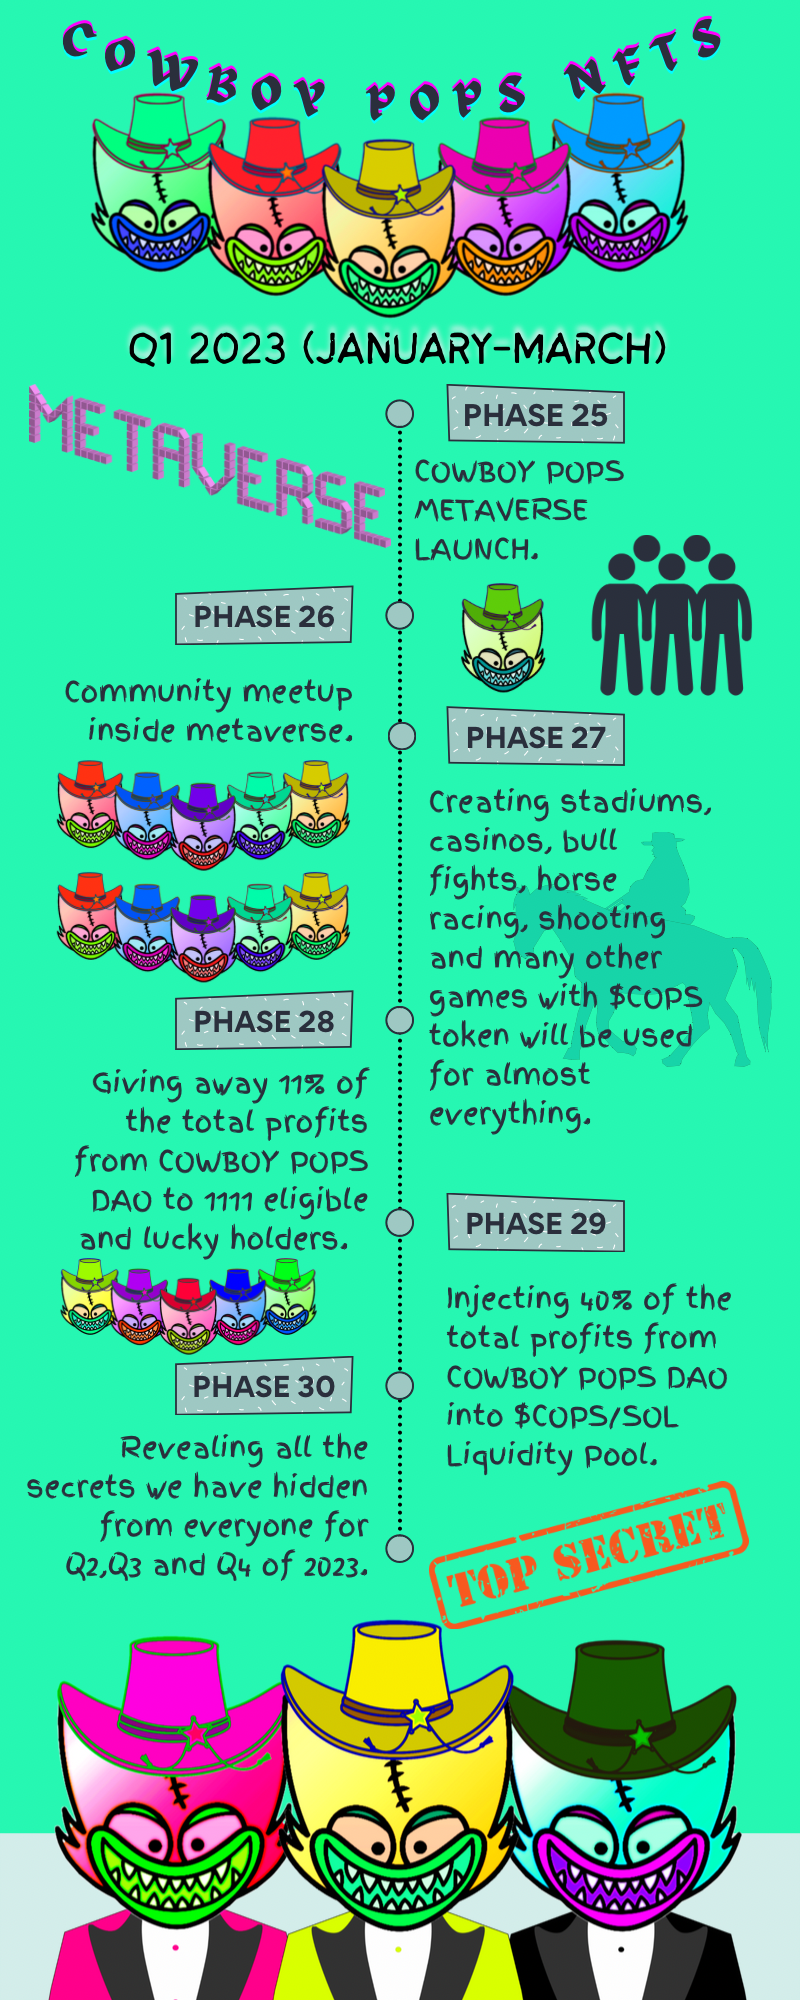 COWBOY POPS NFTS
Q1 2023 (JANUARY-MARCH)
METAVERSE
PHASE 25
COWBOY POPS
METAVERSE
LAUNCH.
PHASE 26
Community meetup
inside metaverse.
PHASE 27
Creating stadiums,
casinos, bull
fights, horse
racing, shooting
and many other
games with $COPS
token will be used
for almost
everything.
PHASE 28
Giving away 11% of
the total profits
from COWBOY POPS
DAO to 1111 eligible
and lucky holders.
PHASE 29
Injecting 40% of the
total profits from
COWBOY POPS DAO
into $COPS/SOL
Liquidity Pool.
PHASE 30
Revealing all the
secrets we have hidden
from everyone for
Q2,Q3 and Q4 of 2023.
TOP SECRET